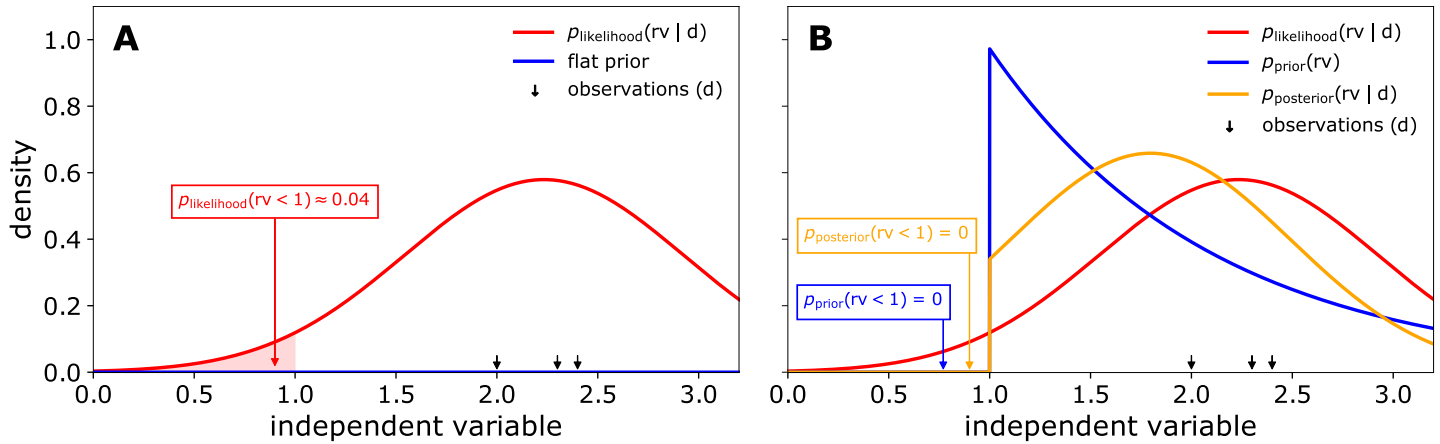 A
p_likelihood(rv | d)
flat prior
observations (d)
p_likelihood(rv < 1) ≈ 0.04
density
1.0
0.8
0.6
0.4
0.2
0.0
0.0 0.5 1.0 1.5 2.0 2.5 3.0
independent variable
B
p_likelihood(rv | d)
p_prior(rv)
p_posterior(rv | d)
observations (d)
p_posterior(rv < 1) = 0
p_prior(rv < 1) = 0
0.0 0.5 1.0 1.5 2.0 2.5 3.0
independent variable